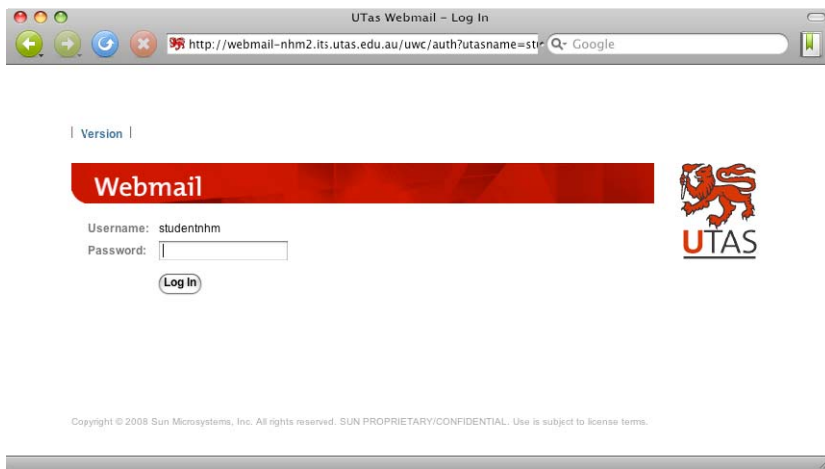 UTas Webmail – Log In
http://webmail-nhm2.its.utas.edu.au/uwc/auth?utasname=stu
Google
| Version |
Webmail
Username: studentnhm
Password:
Log In
UTAS
Copyright © 2008 Sun Microsystems, Inc. All rights reserved. SUN PROPRIETARY/CONFIDENTIAL. Use is subject to license terms.